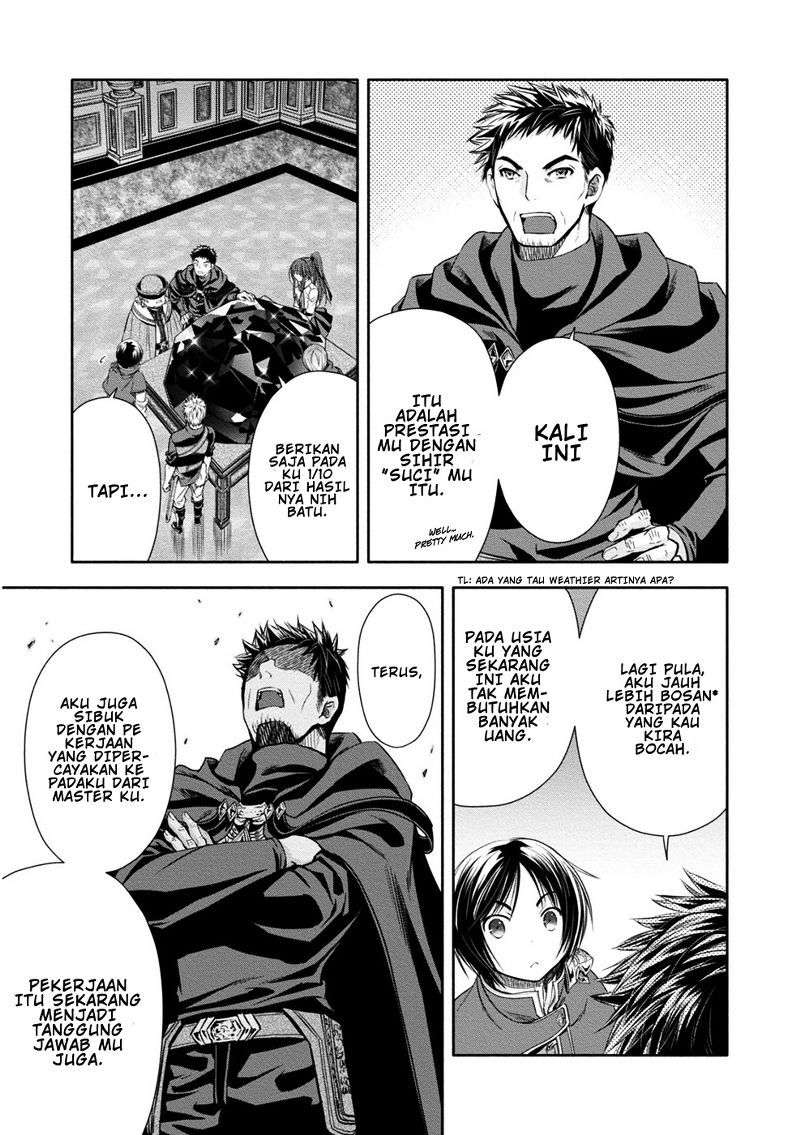 KALI
INI
ITU
ADALAH
PRESTASI
MU DENGAN
SIHIR
"SUCI" MU
ITU.
WELL..
PRETTY MUCH.
BERIKAN
SAJA PADA
KU 1/10
DARI HASIL
NYA NIH
BATU.
TAPI...
TL: ADA YANG TAU WEATHIER ARTINYA APA?
LAGI PULA,
AKU JAUH
LEBIH BOSAN*
DARIPADA
YANG KAU
KIRA
BOCAH.
PADA USIA
KU YANG
SEKARANG
INI AKU
TAK MEM-
BUTUHKAN
BANYAK
UANG.
TERUS,
AKU JUGA
SIBUK
DENGAN PE
KERJAAN
YANG DIPER-
CAYAKAN KE
PADAKU DARI
MASTER KU.
PEKERJAAN
ITU SEKARANG
MENJADI
TANGGUNG
JAWAB MU
JUGA.